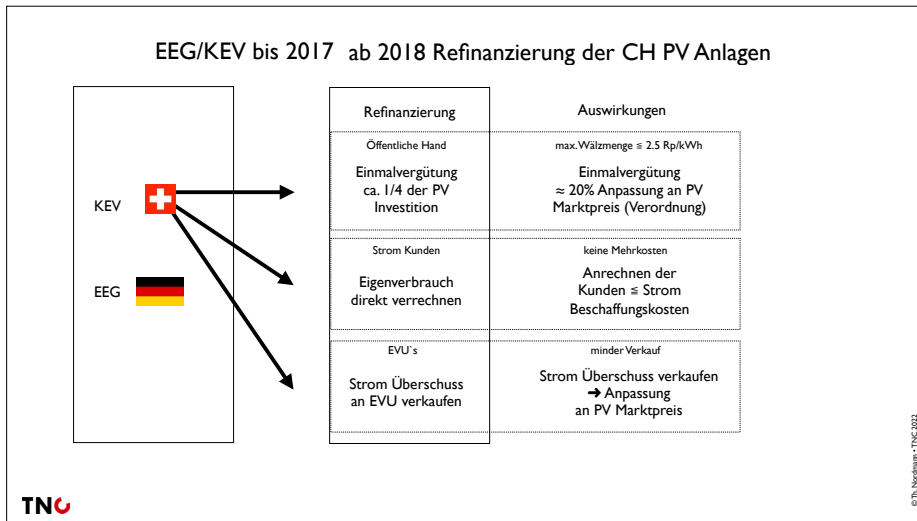 EEG/KEV bis 2017 ab 2018 Refinanzierung der CH PV Anlagen
KEV
EEG
Refinanzierung
Auswirkungen
Öffentliche Hand
Einmalvergütung
ca. 1/4 der PV
Investition
max. Wälzmenge ≦ 2.5 Rp/kWh
Einmalvergütung
≈ 20% Anpassung an PV
Marktpreis (Verordnung)
Strom Kunden
Eigenverbrauch
direkt verrechnen
keine Mehrkosten
Anrechnen der
Kunden ≦ Strom
Beschaffungskosten
EVU`s
Strom Überschuss
an EVU verkaufen
minder Verkauf
Strom Überschuss verkaufen
➜ Anpassung
an PV Marktpreis
TNC
© Th. Nordmann • TNC 2022